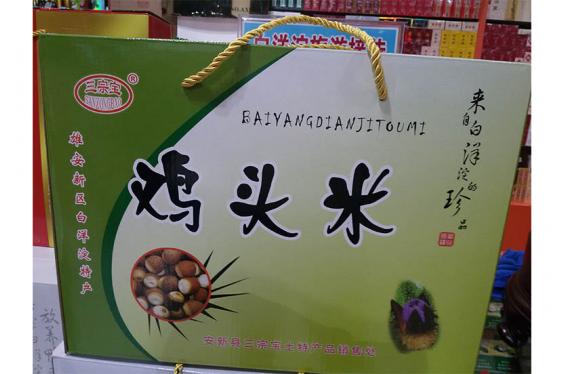 三宗宝®
SANZONGBAO
雄安新区白洋淀特产
BAIYANGDIANJITOUMI
鸡头米
来自白洋淀的珍品
安新县三宗宝土特产品销售处